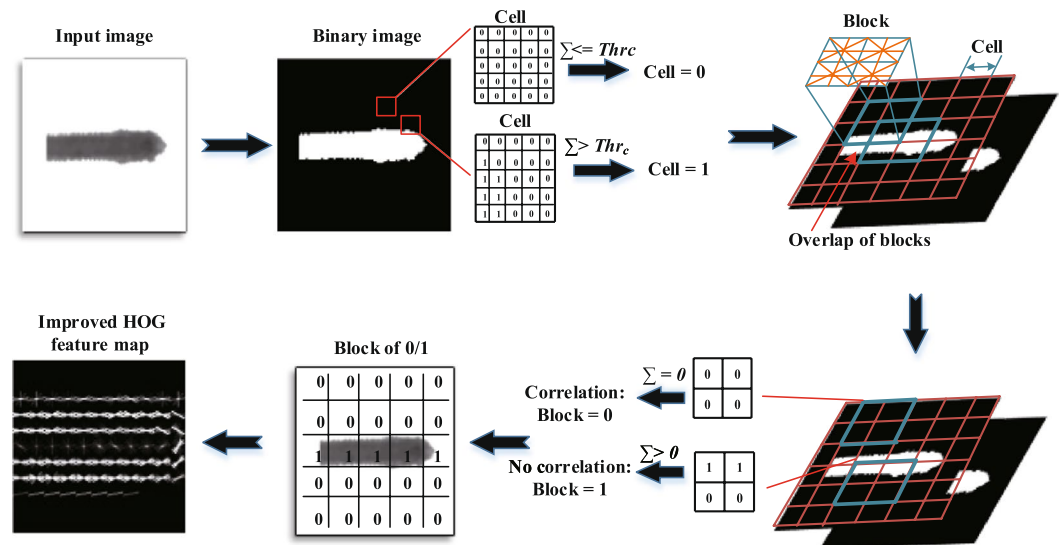 Input image
Binary image
Cell
0 0 0 0 0
0 0 0 0 0
0 0 0 0 0
0 0 0 0 0
0 0 0 0 0
∑<= Thrc
Cell = 0
Cell
0 0 0 0 0
1 0 0 0 0
1 1 0 0 0
1 1 0 0 0
1 1 0 0 0
∑> Thrc
Cell = 1
Block
Cell
Overlap of blocks
Improved HOG
feature map
Block of 0/1
0 0 0 0 0
0 0 0 0 0
1 1 1 1 1
0 0 0 0 0
0 0 0 0 0
∑ = 0
Correlation:
Block = 0
0 0
0 0
∑> 0
No correlation:
Block = 1
1 1
0 0